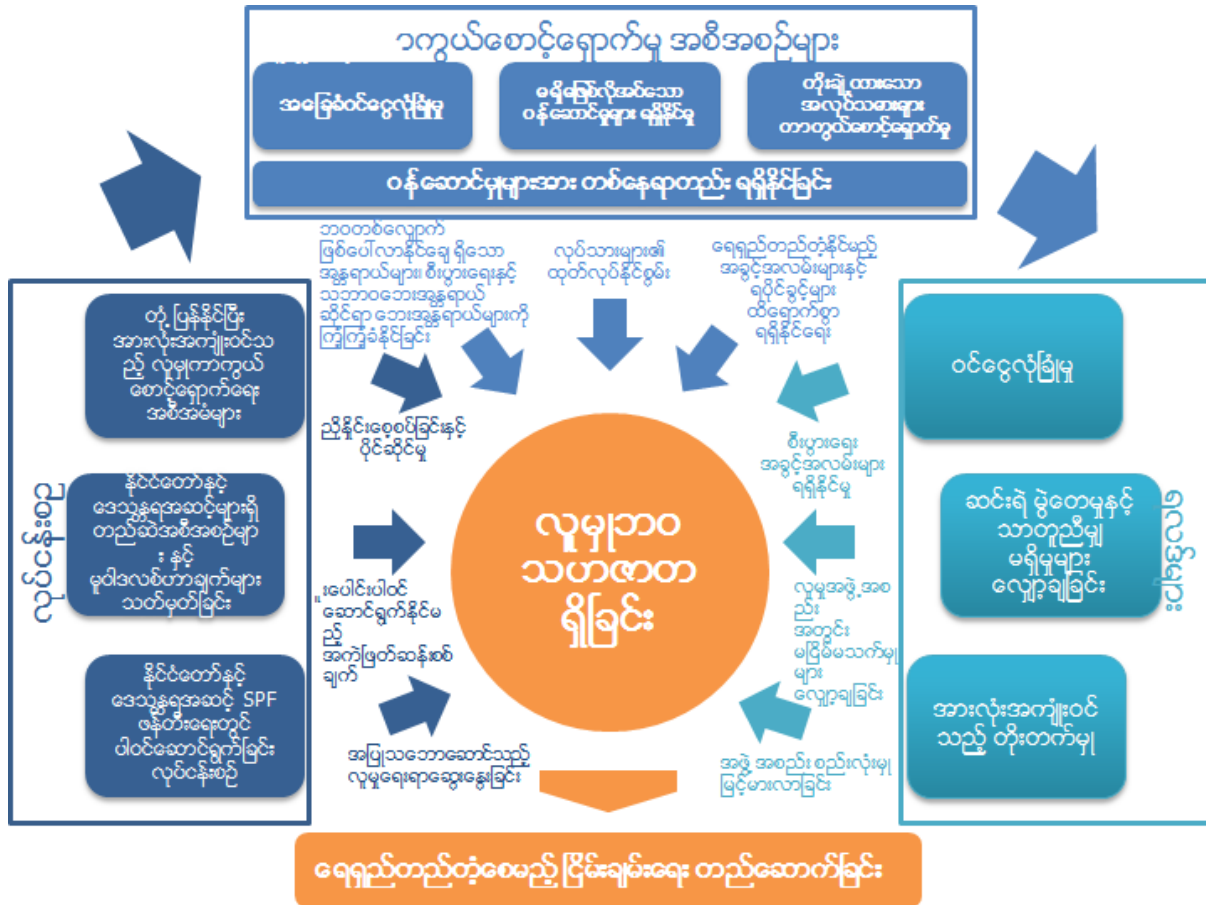 ာကွယ်စောင့်ရှောက်မှု အစီအစဉ်များ
အခြေခံဝင်ငွေလုံခြုံမှု
မရှိမဖြစ်လိုအပ်သော
ဝန်ဆောင်မှုများ ရရှိနိုင်မှု
တိုးချဲ့ထားသော
အလုပ်သမားများ
ကာကွယ်စောင့်ရှောက်မှု
ဝန်ဆောင်မှုများအား တစ်နေရာတည်း ရရှိနိုင်ခြင်း
ဘဝတစ်လျှောက်
ဖြစ်ပေါ်လာနိုင်ချေ ရှိသော
အန္တရာယ်များ၊ စီးပွားရေးနှင့်
သဘာဝဘေးအန္တရာယ်
ဆိုင်ရာ ဘေးအန္တရာယ်များကို
ကြံ့ကြံ့ခံနိုင်ခြင်း
လုပ်သားများ၏
ထုတ်လုပ်နိုင်စွမ်း
ရေရှည်တည်တံ့နိုင်မည့်
အခွင့်အလမ်းများနှင့်
ရပိုင်ခွင့်များ
ထိရောက်စွာ
ရရှိနိုင်ရေး
လုပ်ငန်းစဉ်
တုံ့ပြန်နိုင်ပြီး
အားလုံးအကျုံးဝင်သ
ည့် လူမှုကာကွယ်
စောင့်ရှောက်ရေး
အစီအမံများ
နိုင်ငံတော်နှင့်
ဒေသန္တရအဆင့်များရှိ
တည်ဆဲအစီအစဉ်မျာ
း နှင့်
မူဝါဒလစ်ဟာချက်များ
သတ်မှတ်ခြင်း
နိုင်ငံတော်နှင့်
ဒေသန္တရအဆင့် SPF
ဖန်တီးရေးတွင်
ပါဝင်ဆောင်ရွက်ခြင်း
လုပ်ငန်းစဉ်
ညှိနှိုင်းစေ့စပ်ခြင်းနှင့်
ပိုင်ဆိုင်မှု
ူးပေါင်းပါဝင်
ဆောင်ရွက်နိုင်မ
ည့်
အကဲဖြတ်ဆန်းစစ်
ချက်
အပြုသဘောဆောင်သည့်
လူမှုရေးရာဆွေးနွေးခြင်း
လူမှုဘဝ
သဟဇာတ
ရှိခြင်း
စီးပွားရေး
အခွင့်အလမ်းများ
ရရှိနိုင်မှု
လူမှုအဖွဲ့အစ
ည်း
အတွင်း
မငြိမ်မသက်မှု
များ
လျှော့ချခြင်း
အဖွဲ့အစည်း စည်းလုံးမှု
မြင့်မားလာခြင်း
ဝင်ငွေလုံခြုံမှု
ဆင်းရဲ မွဲတေမှုနှင့်
သာတူညီမျှ
မရှိမှုများ
လျှော့ချခြင်း
အားလုံးအကျုံးဝင်
သည့် တိုးတက်မှု
ရလဒ်များ
ရေရှည်တည်တံ့စေမည့် ငြိမ်းချမ်းရေး တည်ဆောက်ခြင်း